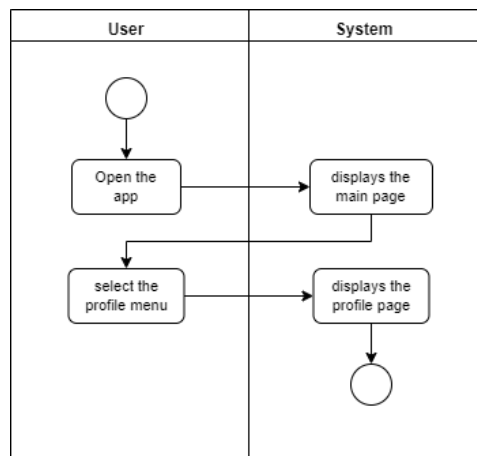 User
System
Open the
app
displays the
main page
select the
profile menu
displays the
profile page